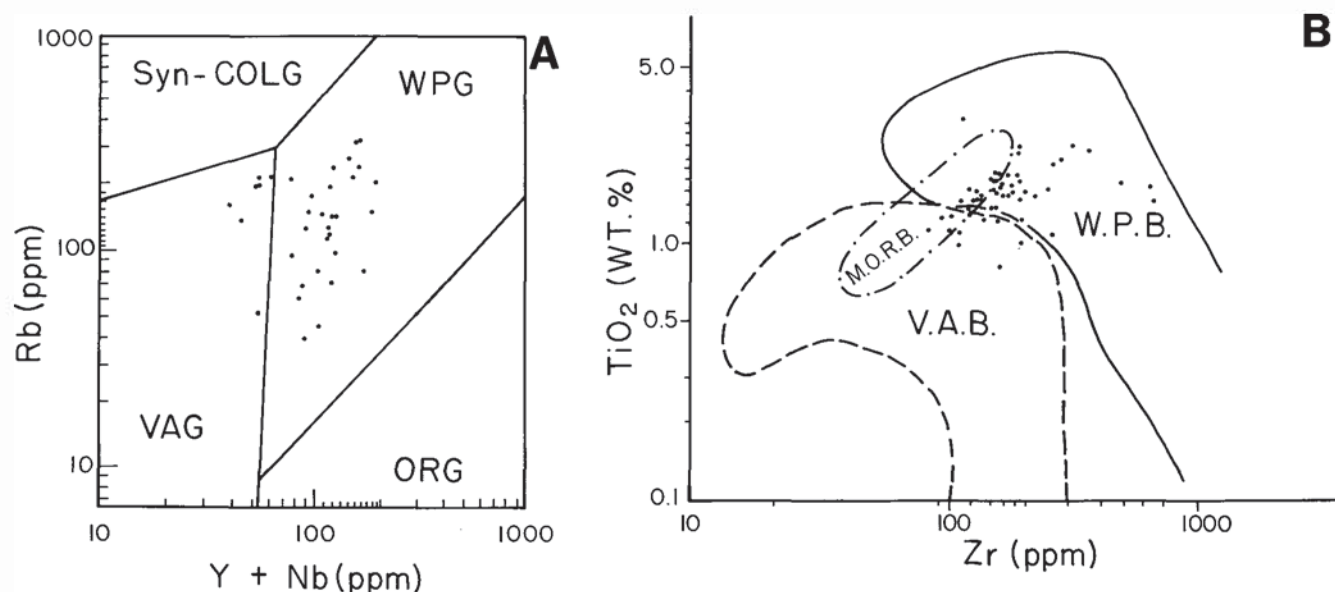 A
1000
Syn-COLG
WPG
100
VAG
10
ORG
10
100
1000
Rb (ppm)
Y + Nb (ppm)
B
5.0
W.P.B.
1.0
M.O.R.B.
0.5
V.A.B.
0.1
10
100
1000
TiO₂ (WT.%)
Zr (ppm)